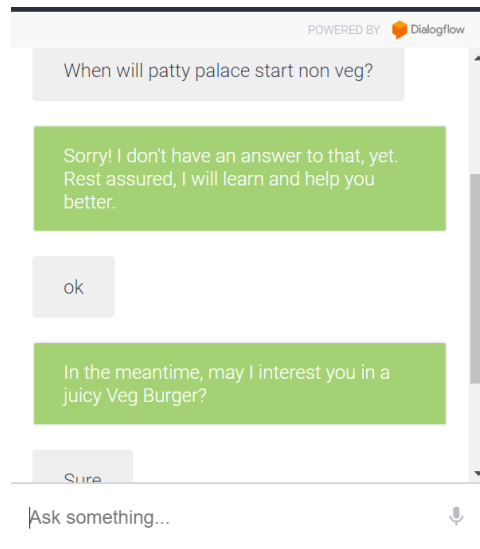 POWERED BY Dialogflow
When will patty palace start non veg?
Sorry! I don't have an answer to that, yet.
Rest assured, I will learn and help you
better.
ok
In the meantime, may I interest you in a
juicy Veg Burger?
Sure
Ask something...